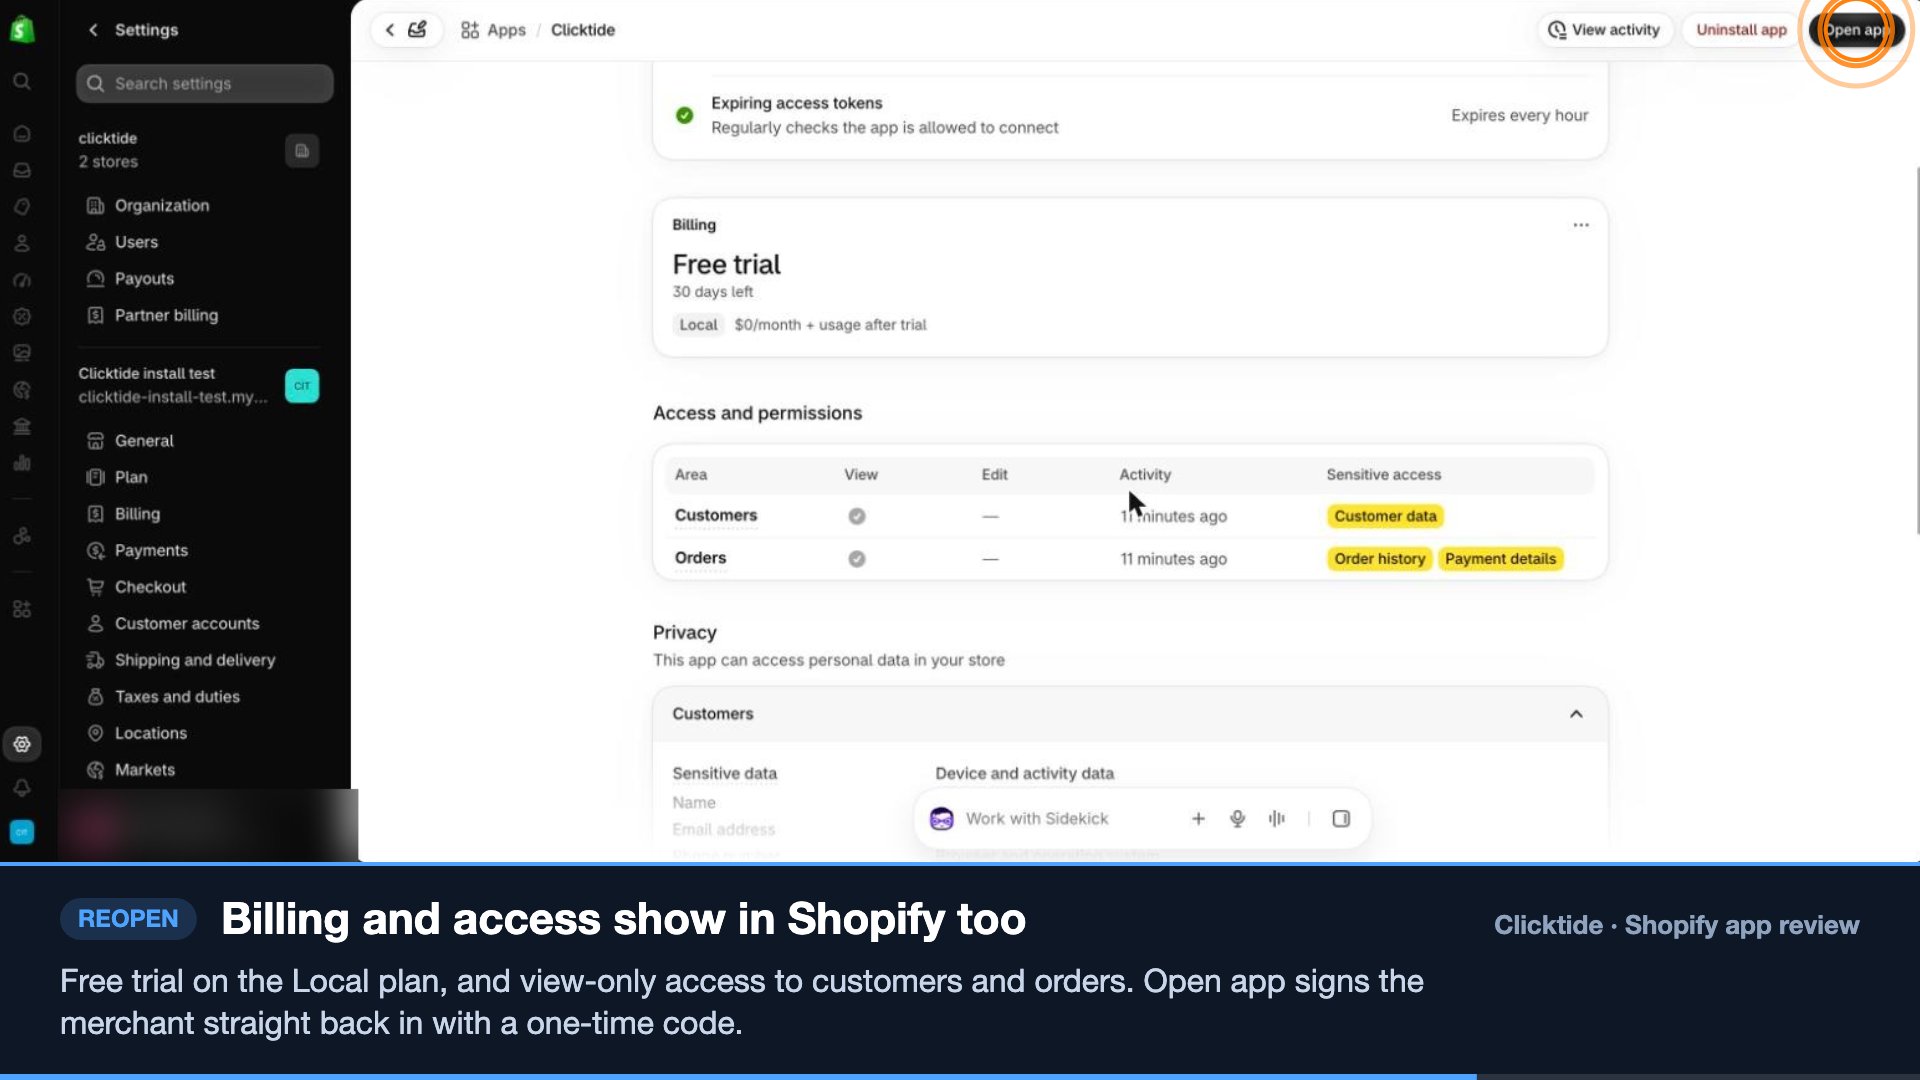 Settings
Search settings
clicktide
2 stores
Organization
Users
Payouts
Partner billing
Clicktide install test
clicktide-install-test.my...
CIT
General
Plan
Billing
Payments
Checkout
Customer accounts
Shipping and delivery
Taxes and duties
Locations
Markets
Apps / Clicktide
View activity
Uninstall app
Open app
Expiring access tokens
Regularly checks the app is allowed to connect
Expires every hour
Billing
Free trial
30 days left
Local $0/month + usage after trial
Access and permissions
Area View Edit Activity Sensitive access
Customers — 11 minutes ago Customer data
Orders — 11 minutes ago Order history Payment details
Privacy
This app can access personal data in your store
Customers
Sensitive data Device and activity data
Name
Email address
Work with Sidekick
REOPEN Billing and access show in Shopify too
Clicktide · Shopify app review
Free trial on the Local plan, and view-only access to customers and orders. Open app signs the
merchant straight back in with a one-time code.